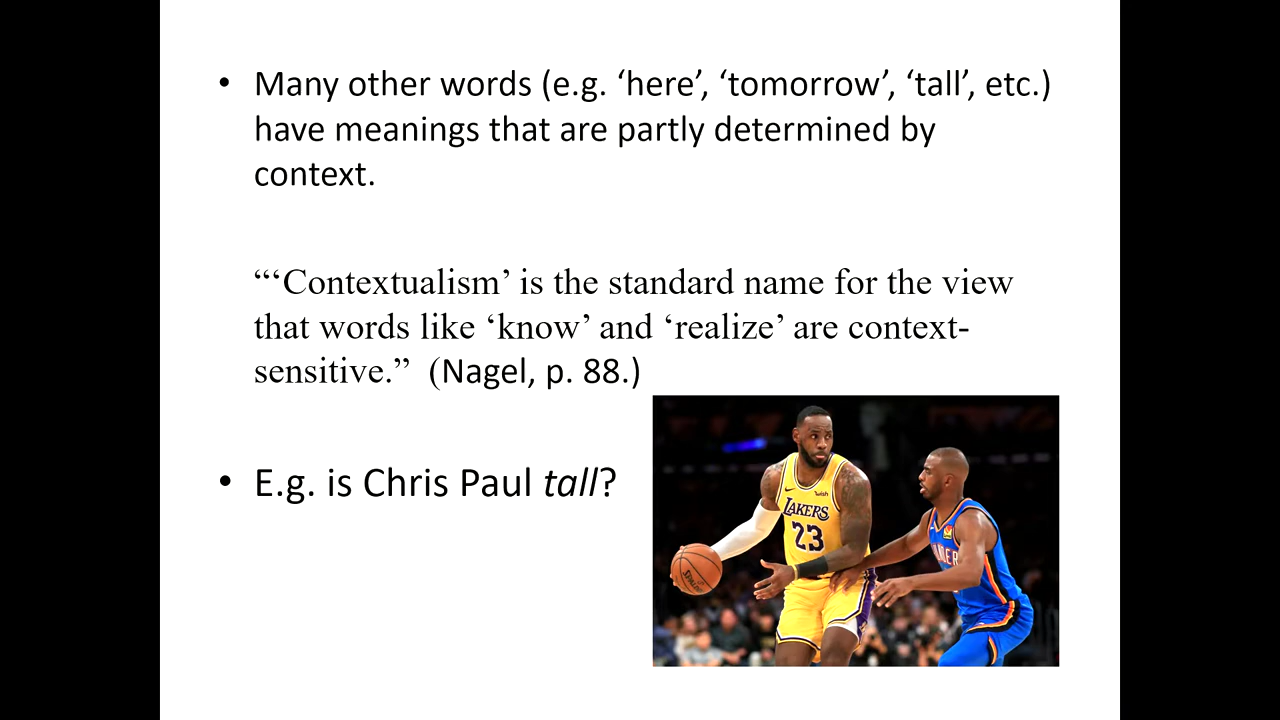 • Many other words (e.g. ‘here’, ‘tomorrow’, ‘tall’, etc.)
have meanings that are partly determined by
context.
“‘Contextualism’ is the standard name for the view
that words like ‘know’ and ‘realize’ are context-
sensitive.” (Nagel, p. 88.)
• E.g. is Chris Paul tall?
wish
LAKERS
23
SPALDING